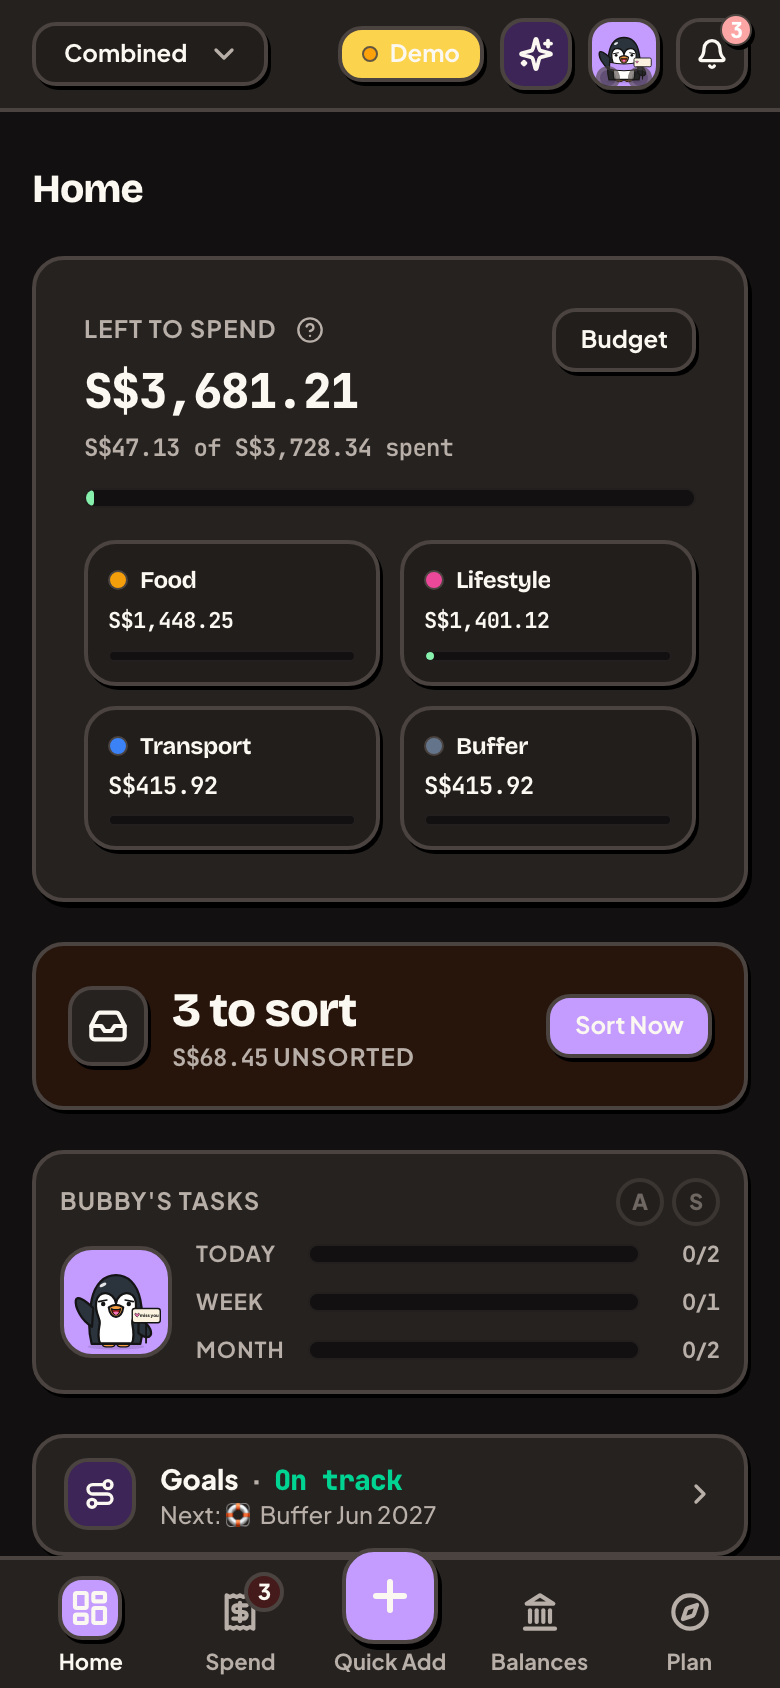 Combined
Demo
3
Home
LEFT TO SPEND
Budget
S$3,681.21
S$47.13 of S$3,728.34 spent
Food
S$1,448.25
Lifestyle
S$1,401.12
Transport
S$415.92
Buffer
S$415.92
3 to sort
S$68.45 UNSORTED
Sort Now
BUBBY'S TASKS
A S
miss you
TODAY 0/2
WEEK 0/1
MONTH 0/2
Goals · On track
Next: Buffer Jun 2027
3
Home
Spend
Quick Add
Balances
Plan